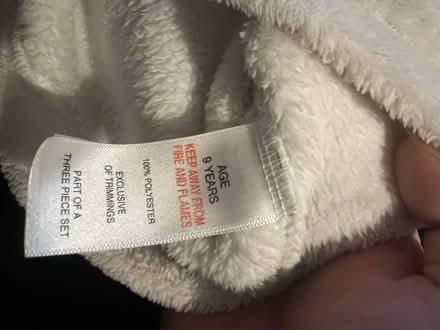 AGE
9 YEARS
KEEP AWAY FROM
FIRE AND FLAMES
100% POLYESTER
EXCLUSIVE
OF TRIMMINGS
PART OF A
THREE PIECE SET